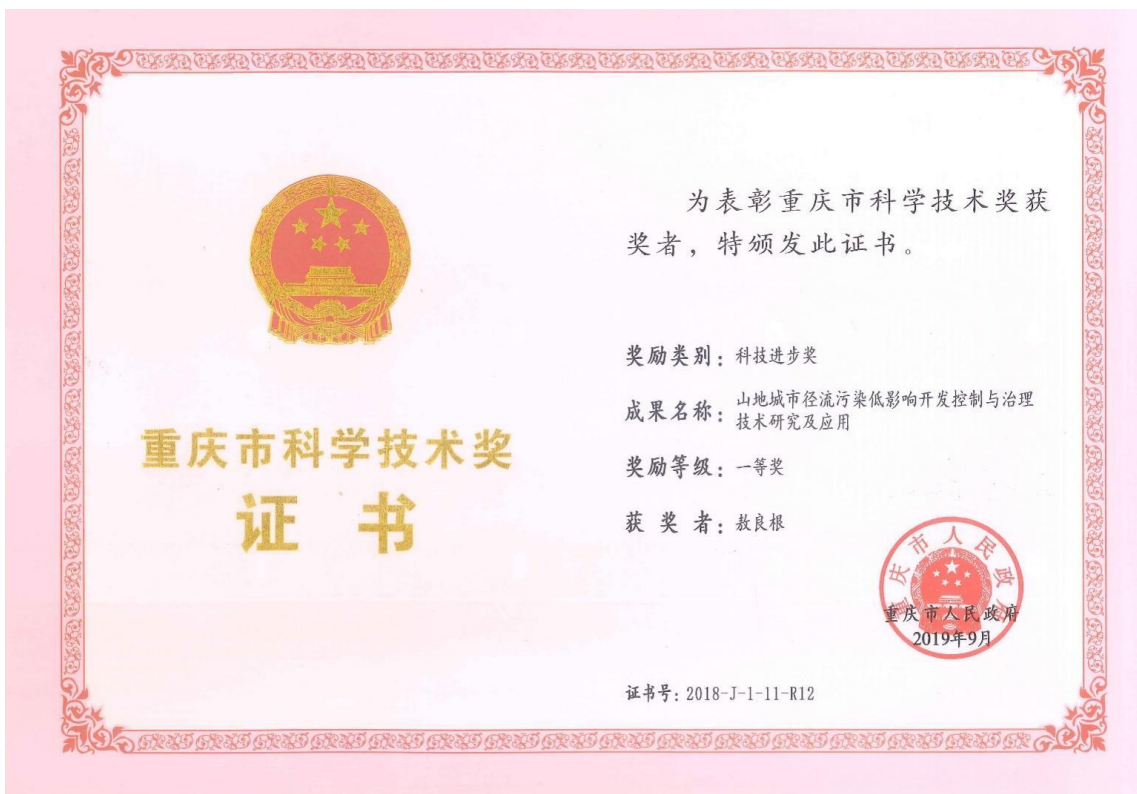 重庆市科学技术奖
证 书
为表彰重庆市科学技术奖获
奖者，特颁发此证书。
奖励类别：科技进步奖
成果名称：山地城市径流污染低影响开发控制与治理
技术研究及应用
奖励等级：一等奖
获 奖 者：敖良根
重庆市人民政府
重庆市人民政府
2019年9月
证书号：2018-J-1-11-R12